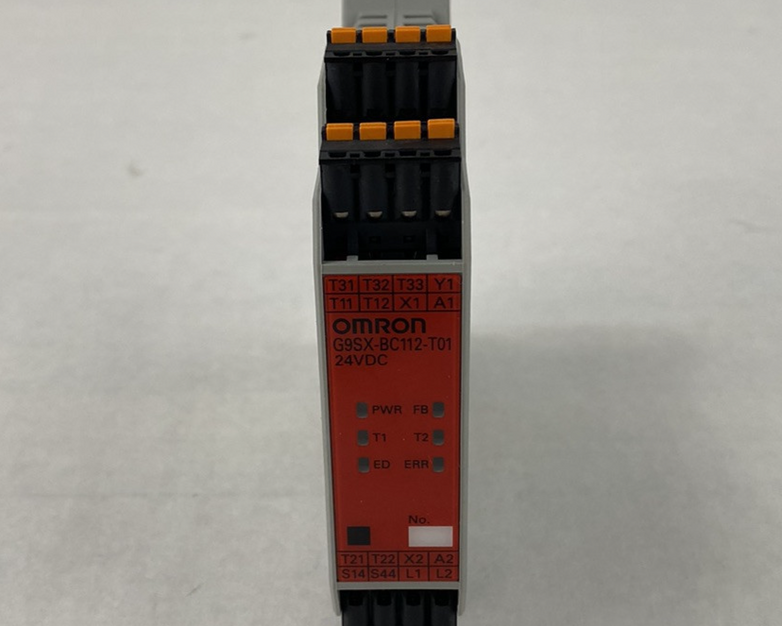 T31 T32 T33 Y1
T11 T12 X1 A1
OMRON
G9SX-BC112-T01
24VDC
PWR FB
T1 T2
ED ERR
No.
T21 T22 X2 A2
S14 S44 L1 L2